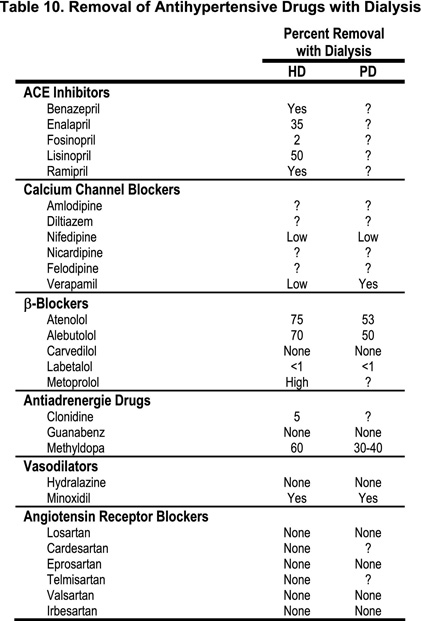 Table 10. Removal of Antihypertensive Drugs with Dialysis
Percent Removal
with Dialysis
HD PD
ACE Inhibitors
Benazepril Yes ?
Enalapril 35 ?
Fosinopril 2 ?
Lisinopril 50 ?
Ramipril Yes ?
Calcium Channel Blockers
Amlodipine ? ?
Diltiazem ? ?
Nifedipine Low Low
Nicardipine ? ?
Felodipine ? ?
Verapamil Low Yes
β-Blockers
Atenolol 75 53
Alebutolol 70 50
Carvedilol None None
Labetalol <1 <1
Metoprolol High ?
Antiadrenergie Drugs
Clonidine 5 ?
Guanabenz None None
Methyldopa 60 30-40
Vasodilators
Hydralazine None None
Minoxidil Yes Yes
Angiotensin Receptor Blockers
Losartan None None
Cardesartan None ?
Eprosartan None None
Telmisartan None ?
Valsartan None None
Irbesartan None None